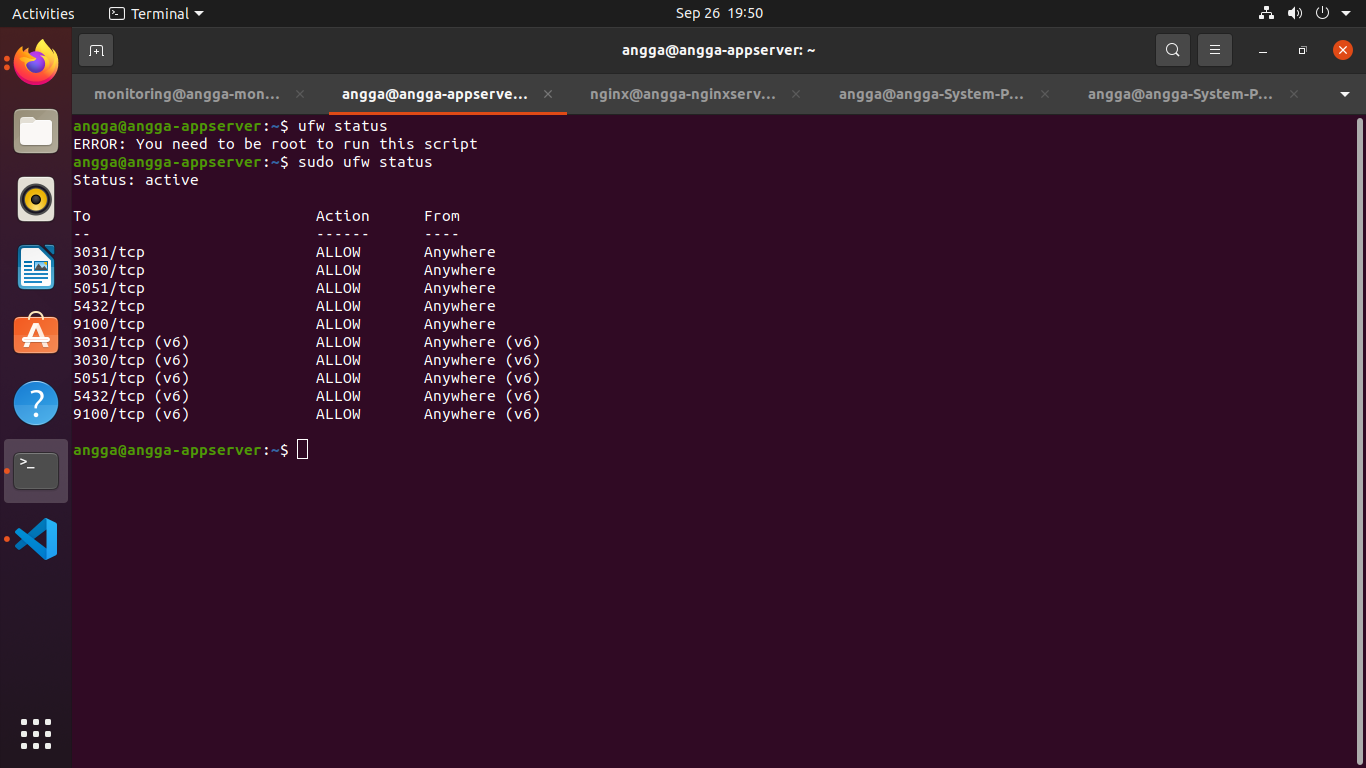 Activities
Terminal
Sep 26 19:50
angga@angga-appserver: ~
monitoring@angga-mon...
angga@angga-appserve...
nginx@angga-nginxserv...
angga@angga-System-P...
angga@angga-System-P...
angga@angga-appserver:~$ ufw status
ERROR: You need to be root to run this script
angga@angga-appserver:~$ sudo ufw status
Status: active
To                         Action      From
--                         ------      ----
3031/tcp                   ALLOW       Anywhere
3030/tcp                   ALLOW       Anywhere
5051/tcp                   ALLOW       Anywhere
5432/tcp                   ALLOW       Anywhere
9100/tcp                   ALLOW       Anywhere
3031/tcp (v6)              ALLOW       Anywhere (v6)
3030/tcp (v6)              ALLOW       Anywhere (v6)
5051/tcp (v6)              ALLOW       Anywhere (v6)
5432/tcp (v6)              ALLOW       Anywhere (v6)
9100/tcp (v6)              ALLOW       Anywhere (v6)
angga@angga-appserver:~$